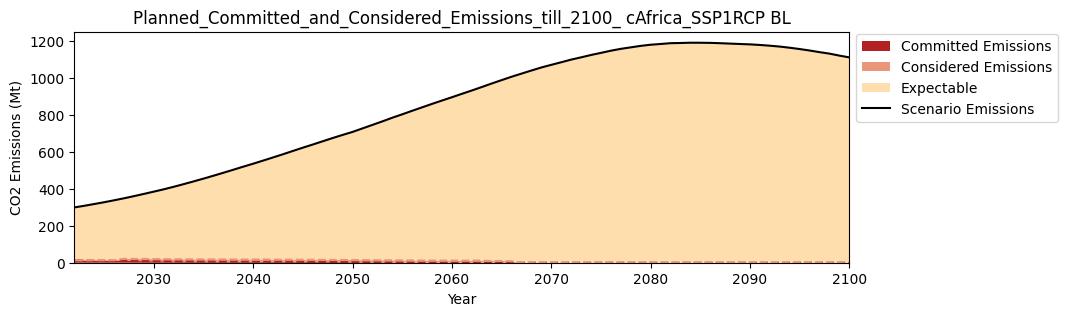 Planned_Committed_and_Considered_Emissions_till_2100_ cAfrica_SSP1RCP BL
1200
1000
800
600
400
200
0
CO2 Emissions (Mt)
2030 2040 2050 2060 2070 2080 2090 2100
Year
Committed Emissions
Considered Emissions
Expectable
Scenario Emissions